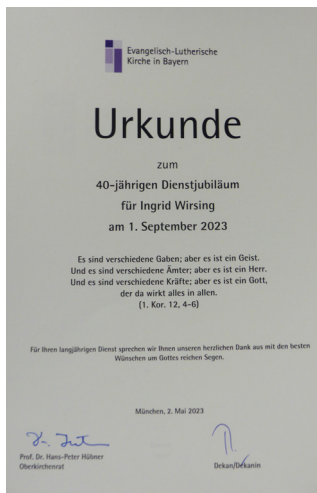 Evangelisch-Lutherische
Kirche in Bayern
Urkunde
zum
40-jährigen Dienstjubiläum
für Ingrid Wirsing
am 1. September 2023
Es sind verschiedene Gaben; aber es ist ein Geist.
Und es sind verschiedene Ämter; aber es ist ein Herr.
Und es sind verschiedene Kräfte; aber es ist ein Gott,
der da wirkt alles in allen.
(1. Kor. 12, 4-6)
Für Ihren langjährigen Dienst sprechen wir Ihnen unseren herzlichen Dank aus mit den besten
Wünschen um Gottes reichen Segen.
München, 2. Mai 2023
Prof. Dr. Hans-Peter Hübner
Oberkirchenrat
Dekan/Dekanin